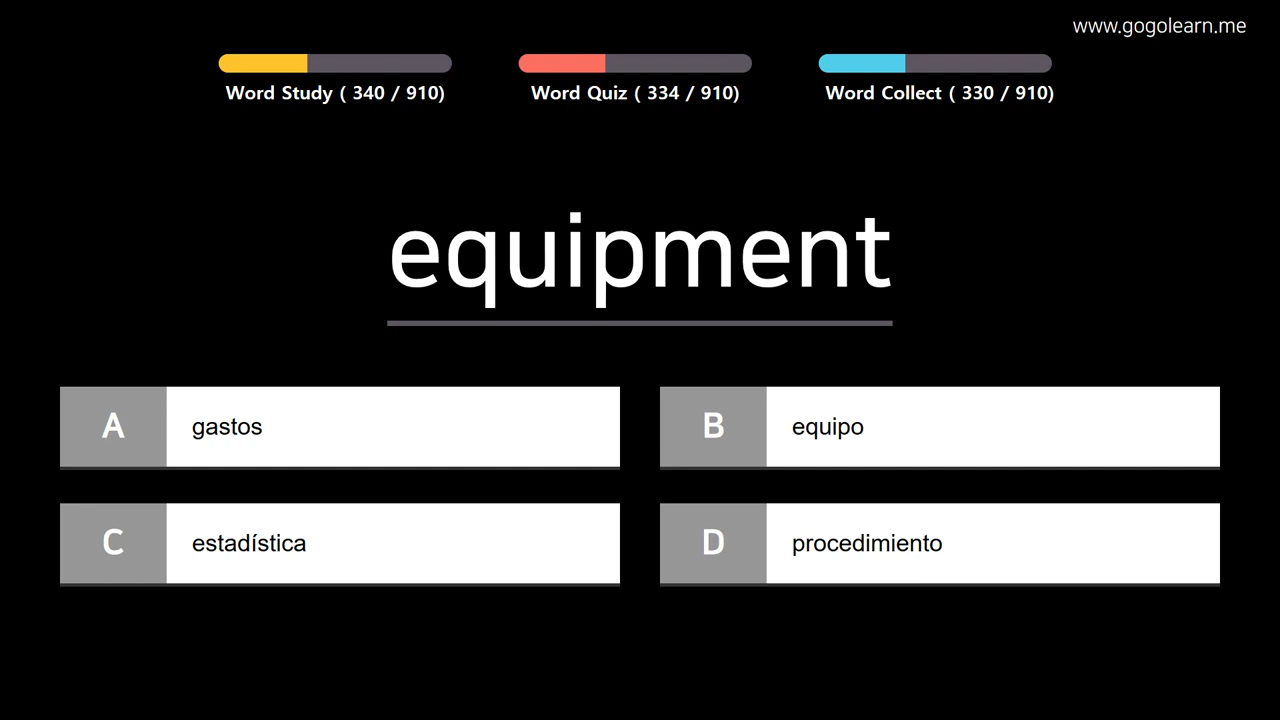 www.gogolearn.me
Word Study ( 340 / 910)
Word Quiz ( 334 / 910)
Word Collect ( 330 / 910)
equipment
A gastos
B equipo
C estadística
D procedimiento